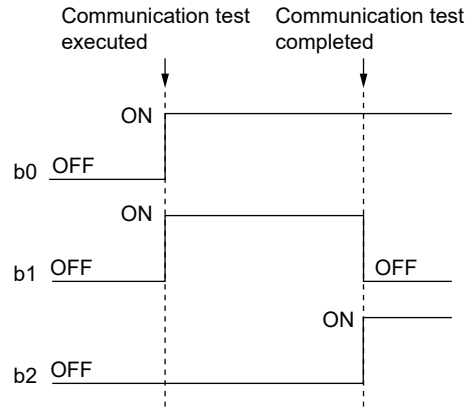 Communication test
executed
Communication test
completed
ON
b0 OFF
ON
b1 OFF
OFF
ON
b2 OFF